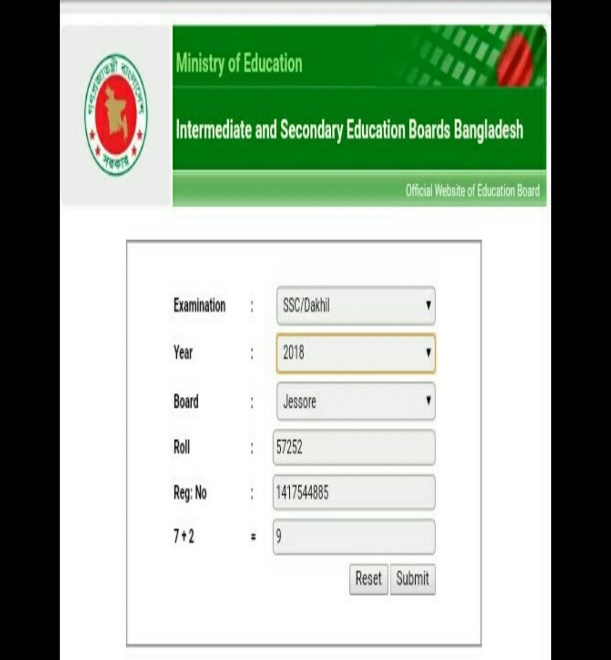 গণপ্রজাতন্ত্রী বাংলাদেশ
সরকার
Ministry of Education
Intermediate and Secondary Education Boards Bangladesh
Official Website of Education Board
Examination : SSC/Dakhil
Year : 2018
Board : Jessore
Roll : 57252
Reg: No : 1417544885
7 + 2 = 9
Reset Submit